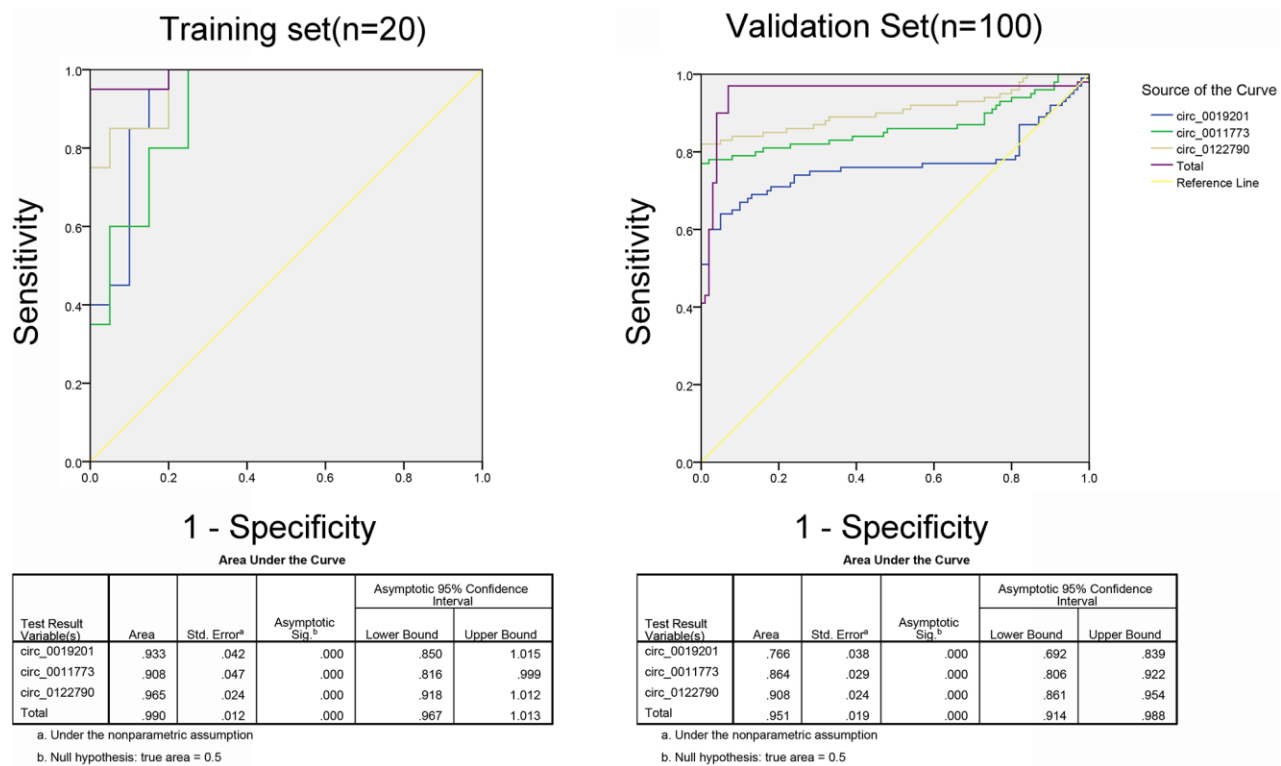 Training set(n=20)
1.0
0.8
0.6
0.4
0.2
0.0
Sensitivity
0.0 0.2 0.4 0.6 0.8 1.0
1 - Specificity
Validation Set(n=100)
1.0
0.8
0.6
0.4
0.2
0.0
Sensitivity
0.0 0.2 0.4 0.6 0.8 1.0
1 - Specificity
Source of the Curve
circ_0019201
circ_0011773
circ_0122790
Total
Reference Line
Area Under the Curve
Test Result Variable(s) Area Std. Errorᵃ Asymptotic Sig.ᵇ Asymptotic 95% Confidence Interval
Lower Bound Upper Bound
circ_0019201 .933 .042 .000 .850 1.015
circ_0011773 .908 .047 .000 .816 .999
circ_0122790 .965 .024 .000 .918 1.012
Total .990 .012 .000 .967 1.013
a. Under the nonparametric assumption
b. Null hypothesis: true area = 0.5
Area Under the Curve
Test Result Variable(s) Area Std. Errorᵃ Asymptotic Sig.ᵇ Asymptotic 95% Confidence Interval
Lower Bound Upper Bound
circ_0019201 .766 .038 .000 .692 .839
circ_0011773 .864 .029 .000 .806 .922
circ_0122790 .908 .024 .000 .861 .954
Total .951 .019 .000 .914 .988
a. Under the nonparametric assumption
b. Null hypothesis: true area = 0.5